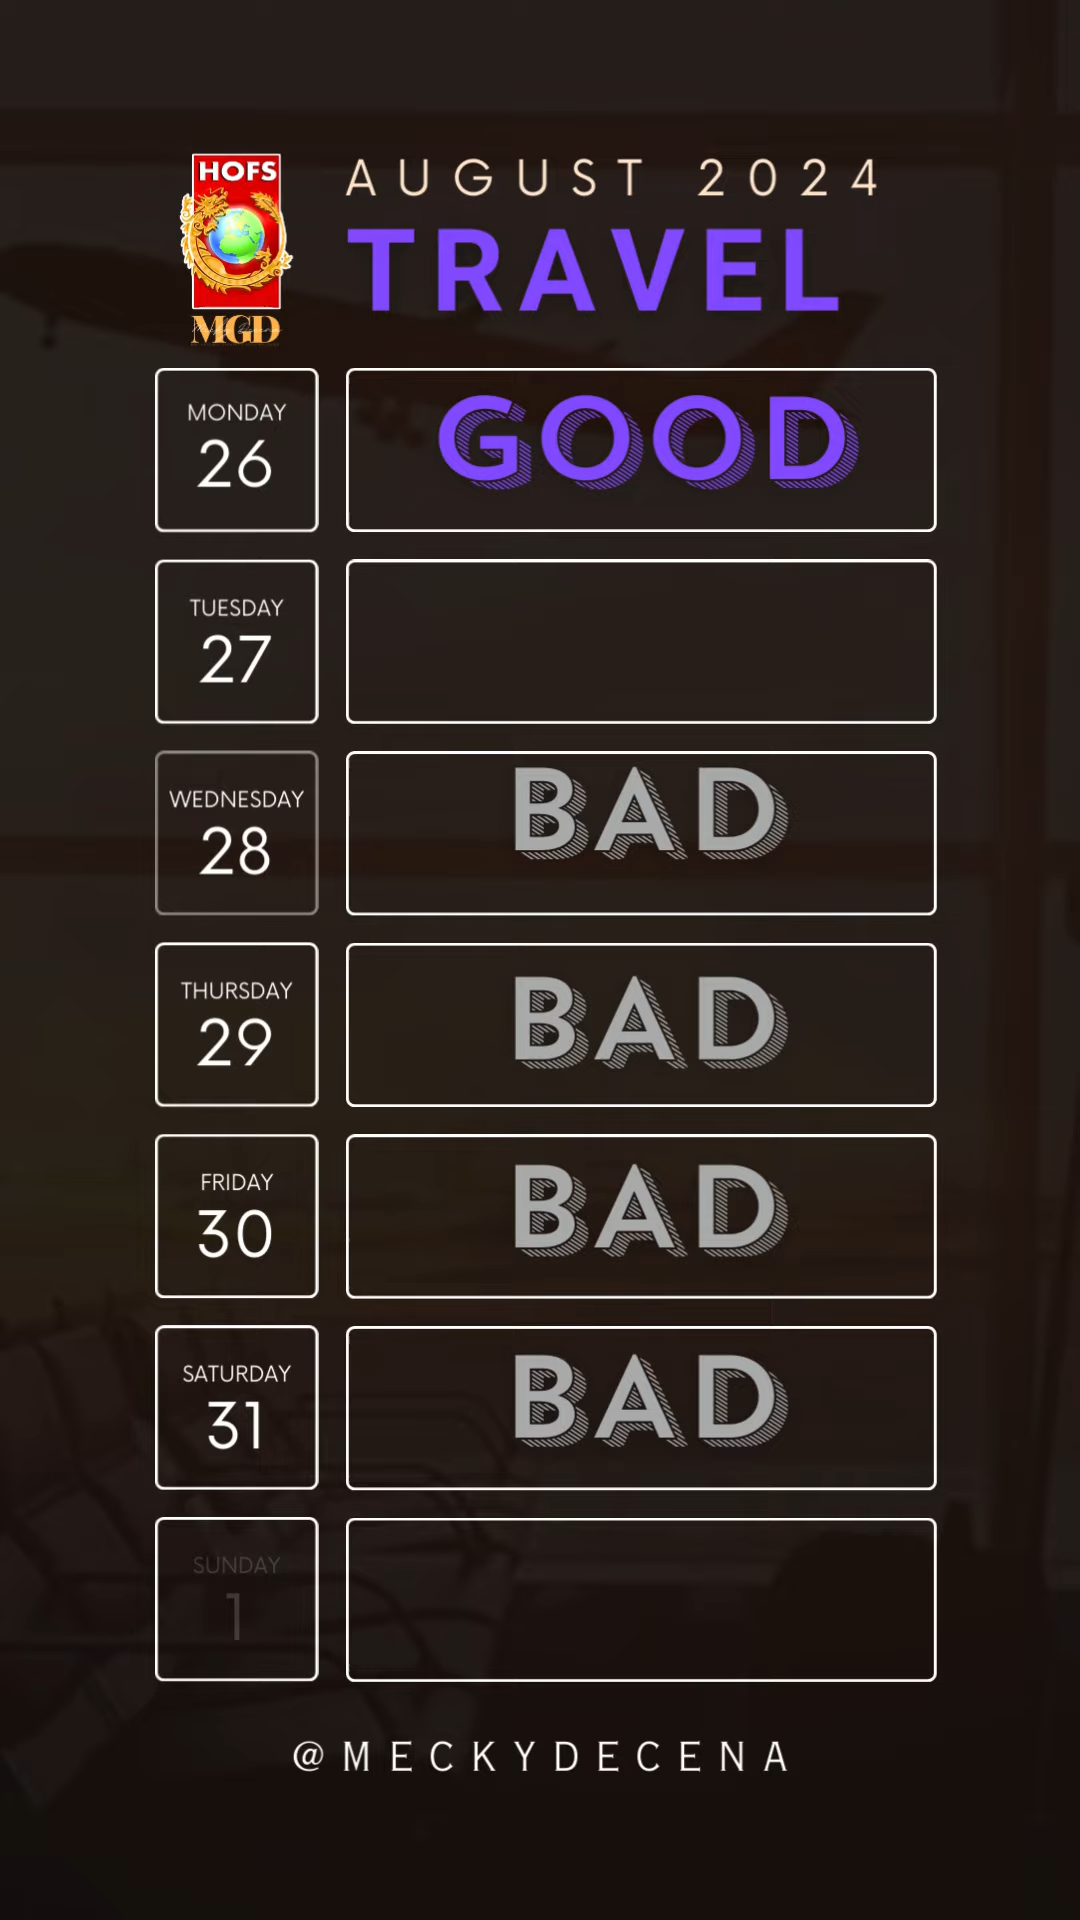 HOFS
MGD
AUGUST 2024
TRAVEL
MONDAY
26
GOOD
TUESDAY
27
WEDNESDAY
28
BAD
THURSDAY
29
BAD
FRIDAY
30
BAD
SATURDAY
31
BAD
SUNDAY
1
@MECKYDECENA